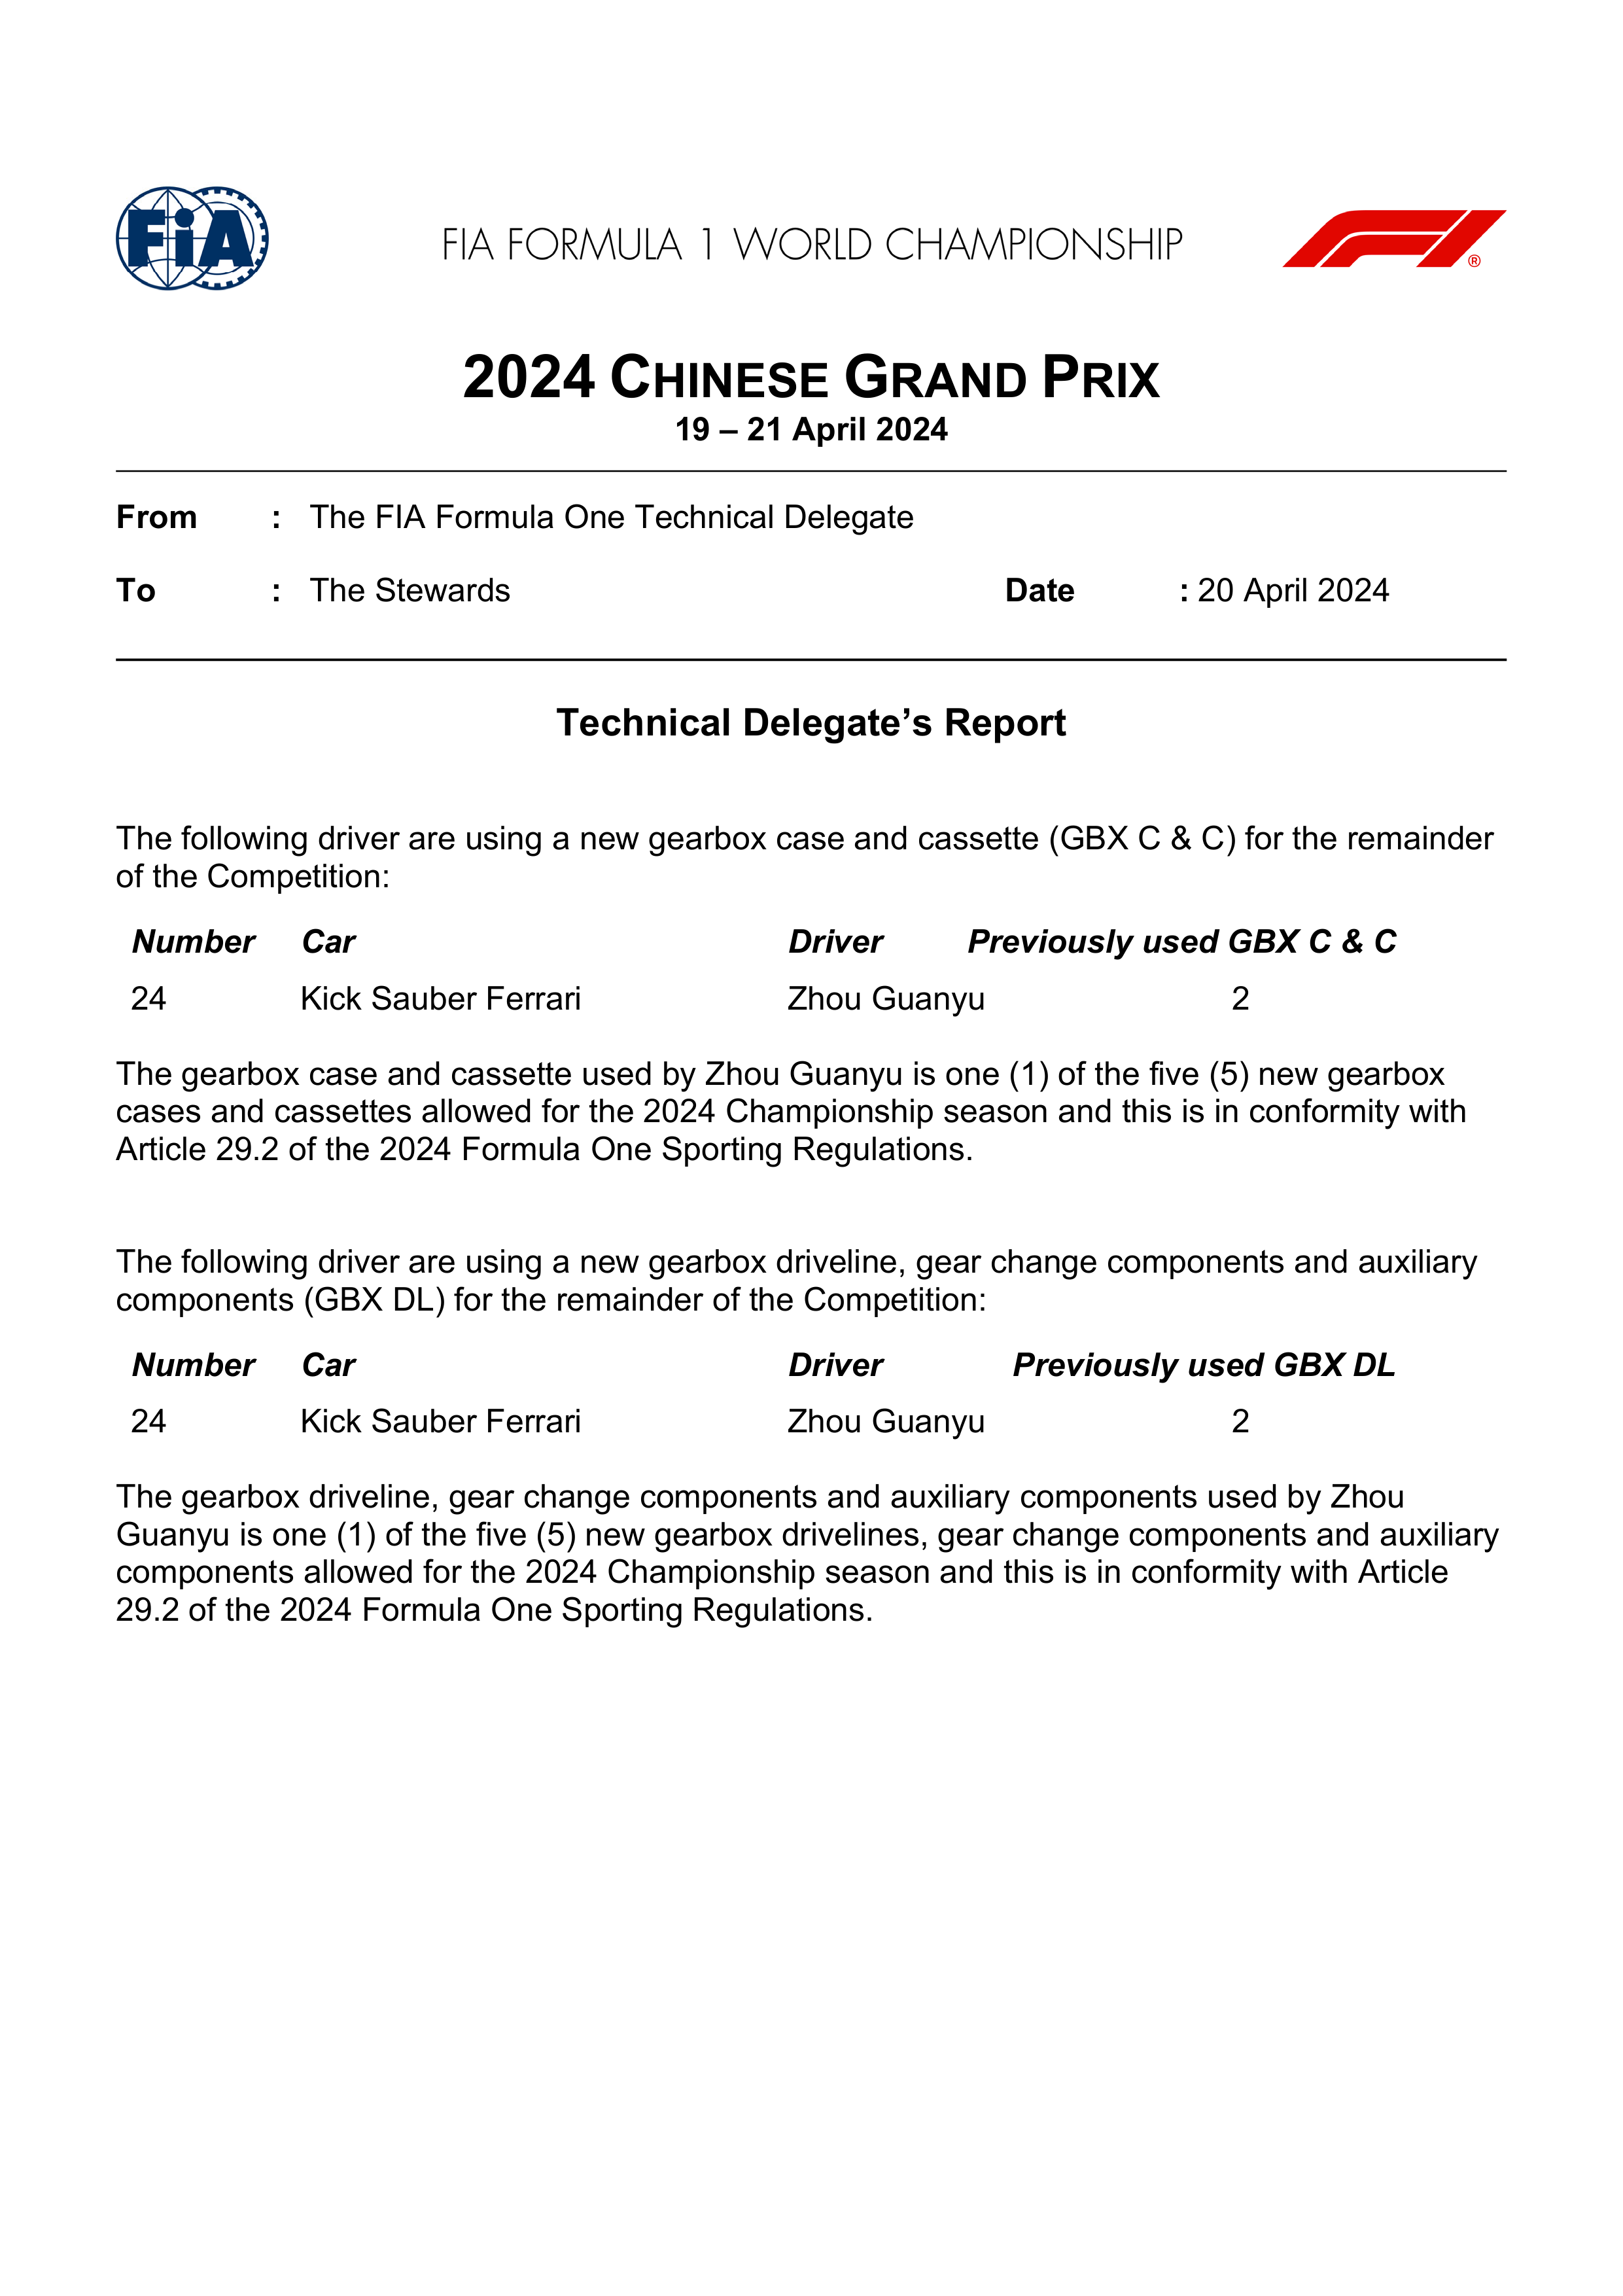 FiA
FIA FORMULA 1 WORLD CHAMPIONSHIP
F1®
2024 CHINESE GRAND PRIX
19 – 21 April 2024
From : The FIA Formula One Technical Delegate
To : The Stewards Date : 20 April 2024
Technical Delegate’s Report
The following driver are using a new gearbox case and cassette (GBX C & C) for the remainder
of the Competition:
Number Car Driver Previously used GBX C & C
24 Kick Sauber Ferrari Zhou Guanyu 2
The gearbox case and cassette used by Zhou Guanyu is one (1) of the five (5) new gearbox
cases and cassettes allowed for the 2024 Championship season and this is in conformity with
Article 29.2 of the 2024 Formula One Sporting Regulations.
The following driver are using a new gearbox driveline, gear change components and auxiliary
components (GBX DL) for the remainder of the Competition:
Number Car Driver Previously used GBX DL
24 Kick Sauber Ferrari Zhou Guanyu 2
The gearbox driveline, gear change components and auxiliary components used by Zhou
Guanyu is one (1) of the five (5) new gearbox drivelines, gear change components and auxiliary
components allowed for the 2024 Championship season and this is in conformity with Article
29.2 of the 2024 Formula One Sporting Regulations.